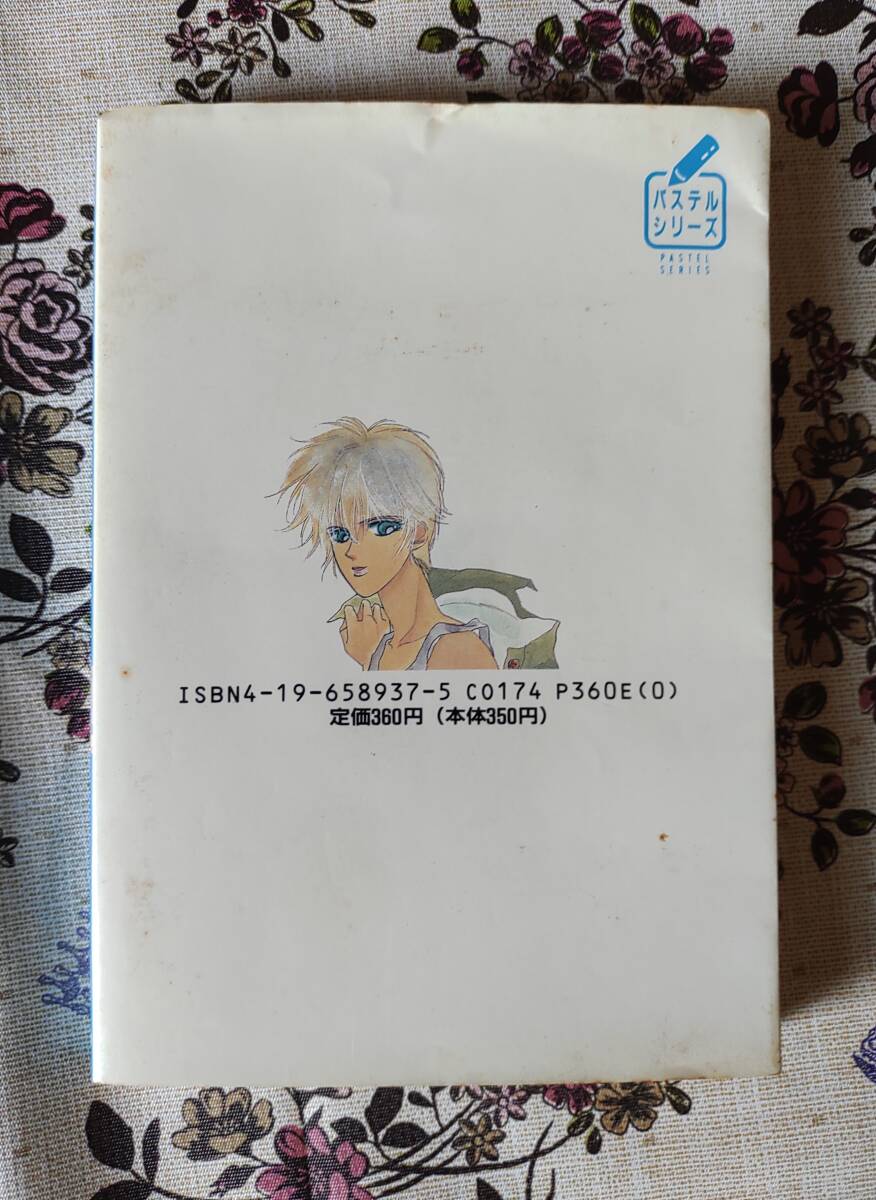 パステル
シリーズ
PASTEL
SERIES
ISBN4-19-658937-5 C0174 P360E(0)
定価360円（本体350円）